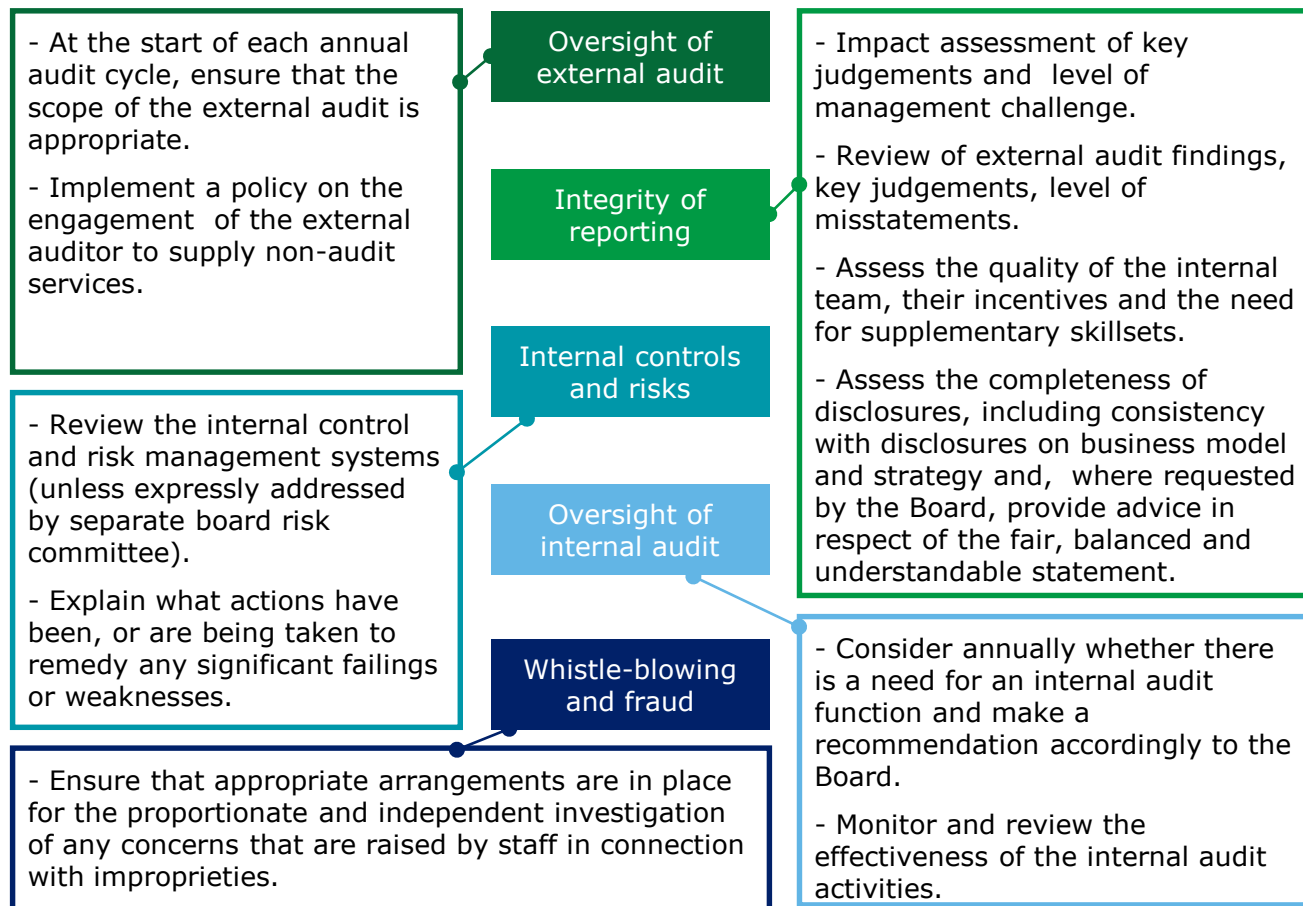 Oversight of
external audit
- At the start of each annual
audit cycle, ensure that the
scope of the external audit is
appropriate.
- Implement a policy on the
engagement of the external
auditor to supply non-audit
services.
Integrity of
reporting
- Impact assessment of key
judgements and level of
management challenge.
- Review of external audit findings,
key judgements, level of
misstatements.
- Assess the quality of the internal
team, their incentives and the need
for supplementary skillsets.
- Assess the completeness of
disclosures, including consistency
with disclosures on business model
and strategy and, where requested
by the Board, provide advice in
respect of the fair, balanced and
understandable statement.
Internal controls
and risks
- Review the internal control
and risk management systems
(unless expressly addressed
by separate board risk
committee).
- Explain what actions have
been, or are being taken to
remedy any significant failings
or weaknesses.
Oversight of
internal audit
- Consider annually whether there
is a need for an internal audit
function and make a
recommendation accordingly to the
Board.
- Monitor and review the
effectiveness of the internal audit
activities.
Whistle-blowing
and fraud
- Ensure that appropriate arrangements are in place
for the proportionate and independent investigation
of any concerns that are raised by staff in connection
with improprieties.